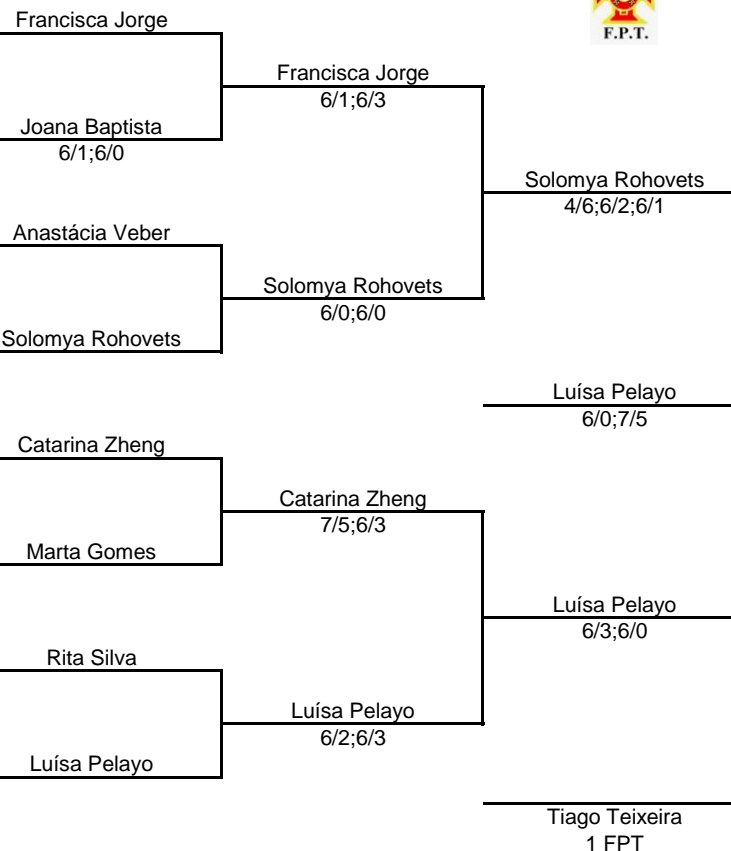 F.P.T.
Francisca Jorge
Francisca Jorge
6/1;6/3
Joana Baptista
6/1;6/0
Solomya Rohovets
4/6;6/2;6/1
Anastácia Veber
Solomya Rohovets
6/0;6/0
Solomya Rohovets
Luísa Pelayo
6/0;7/5
Catarina Zheng
Catarina Zheng
7/5;6/3
Marta Gomes
Luísa Pelayo
6/3;6/0
Rita Silva
Luísa Pelayo
6/2;6/3
Luísa Pelayo
Tiago Teixeira
1 FPT